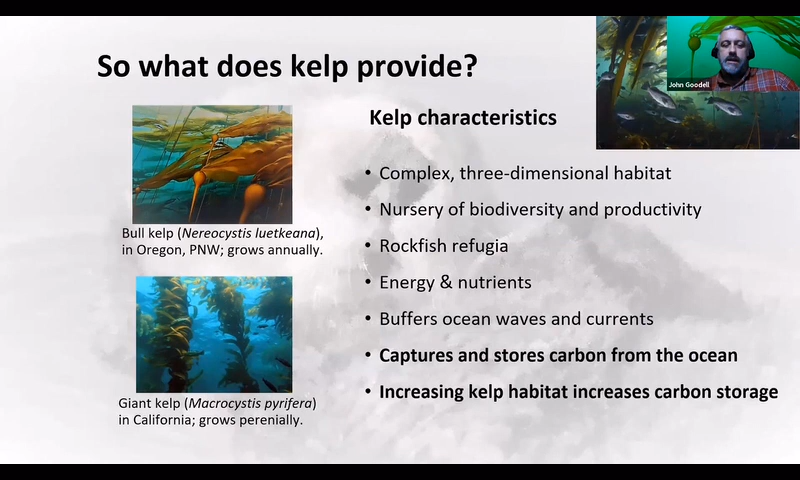 So what does kelp provide?
John Goodell
Kelp characteristics
Bull kelp (Nereocystis luetkeana),
in Oregon, PNW; grows annually.
Giant kelp (Macrocystis pyrifera)
in California; grows perenially.
• Complex, three-dimensional habitat
• Nursery of biodiversity and productivity
• Rockfish refugia
• Energy & nutrients
• Buffers ocean waves and currents
• Captures and stores carbon from the ocean
• Increasing kelp habitat increases carbon storage